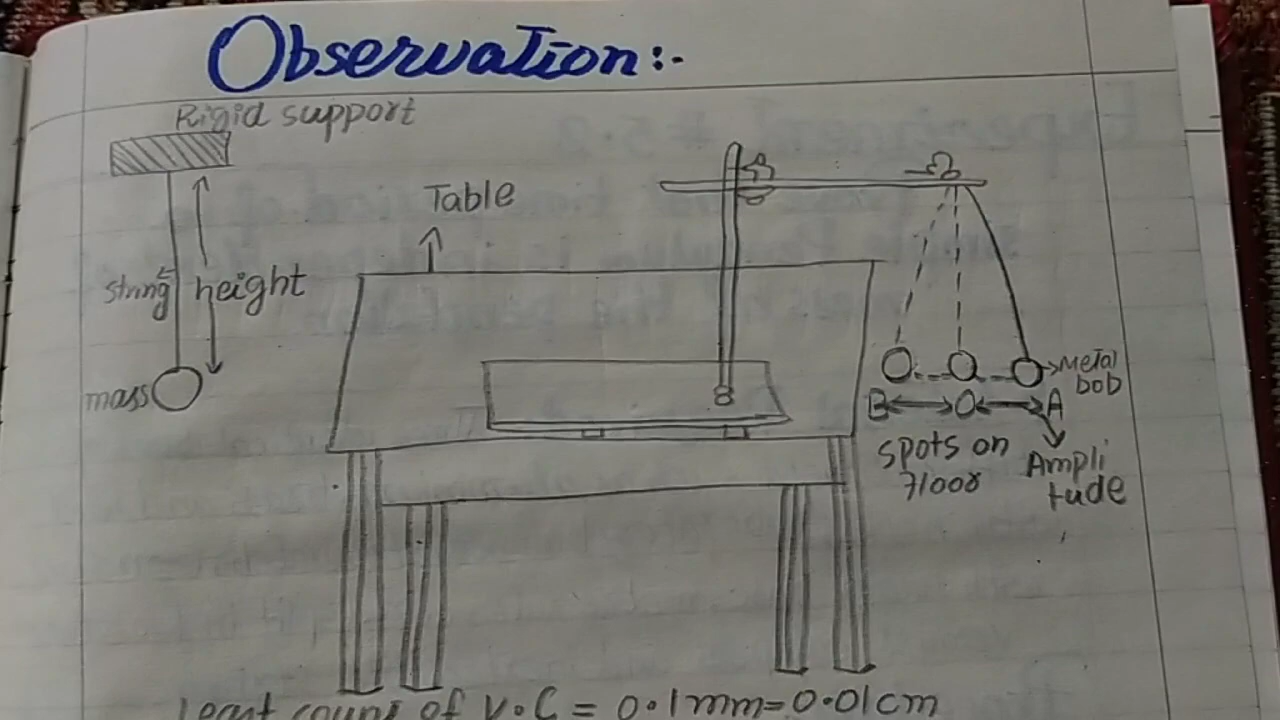 Observation:-
Rigid support
Table
string height
mass
Metal
bob
B O A
spots on
floor
Ampli
tude
Least count of V.C = 0.1mm=0.01cm